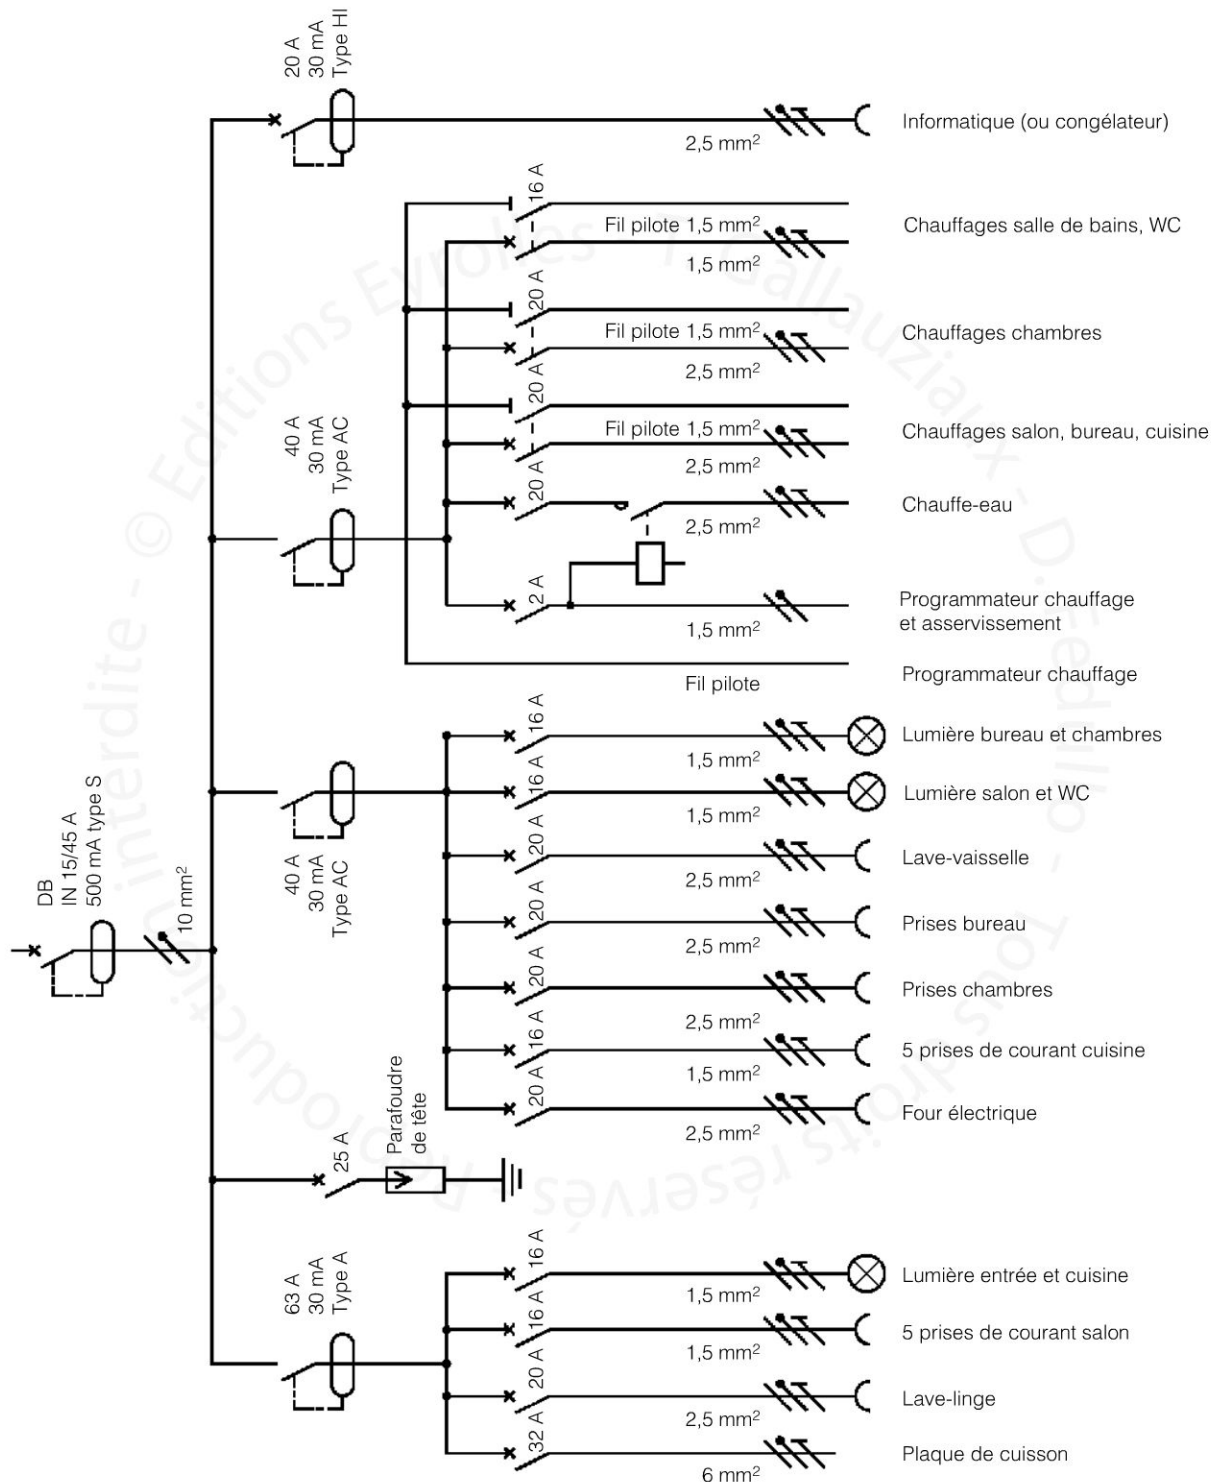 20 A
30 mA
Type HI
2,5 mm²
Informatique (ou congélateur)
16 A
Fil pilote 1,5 mm²
1,5 mm²
Chauffages salle de bains, WC
20 A
Fil pilote 1,5 mm²
2,5 mm²
Chauffages chambres
20 A
Fil pilote 1,5 mm²
2,5 mm²
Chauffages salon, bureau, cuisine
40 A
30 mA
Type AC
20 A
2,5 mm²
Chauffe-eau
2 A
1,5 mm²
Programmateur chauffage
et asservissement
Fil pilote
Programmateur chauffage
16 A
1,5 mm²
Lumière bureau et chambres
16 A
1,5 mm²
Lumière salon et WC
40 A
30 mA
Type AC
20 A
2,5 mm²
Lave-vaisselle
DB
IN 15/45 A
500 mA type S
10 mm²
20 A
2,5 mm²
Prises bureau
20 A
2,5 mm²
Prises chambres
16 A
1,5 mm²
5 prises de courant cuisine
20 A
2,5 mm²
Four électrique
25 A
Parafoudre
de tête
63 A
30 mA
Type A
16 A
1,5 mm²
Lumière entrée et cuisine
16 A
1,5 mm²
5 prises de courant salon
20 A
2,5 mm²
Lave-linge
32 A
6 mm²
Plaque de cuisson
Reproduction interdite - © Editions Eyrolles - T. Gallauziaux - D. Fedullo - Tous droits réservés